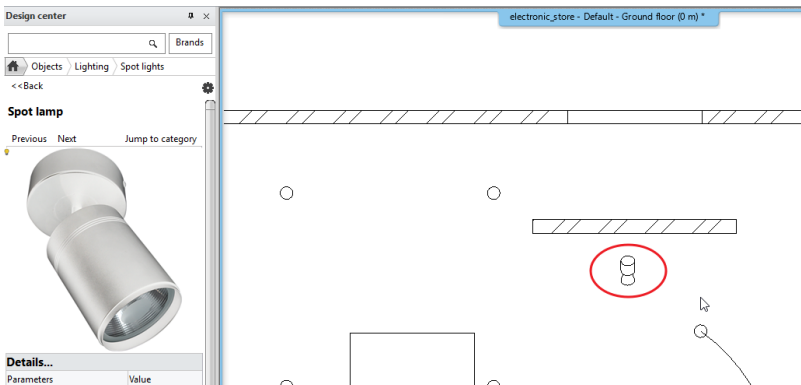 Design center
electronic_store - Default - Ground floor (0 m) *
Brands
Objects Lighting Spot lights
<<Back
Spot lamp
Previous Next Jump to category
Details...
Parameters Value